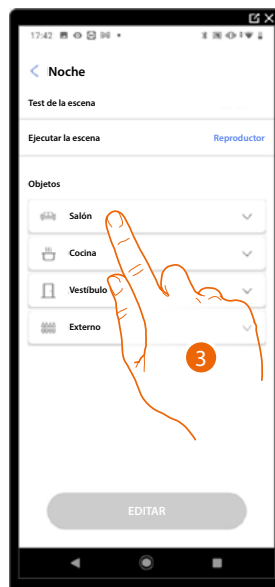 17:42
Noche
Test de la escena
Ejecutar la escena Reproductor
Objetos
Salón
Cocina
Vestíbulo
Externo
3
EDITAR